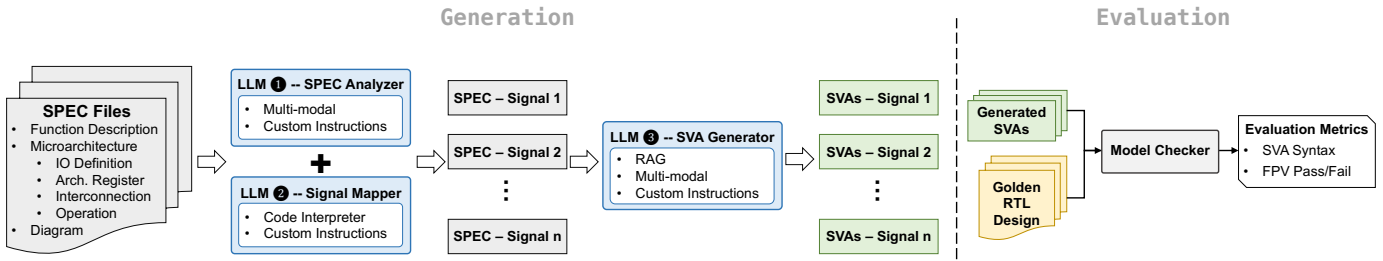 Generation
Evaluation
SPEC Files
• Function Description
• Microarchitecture
• IO Definition
• Arch. Register
• Interconnection
• Operation
• Diagram
LLM ❶ -- SPEC Analyzer
• Multi-modal
• Custom Instructions
+
LLM ❷ -- Signal Mapper
• Code Interpreter
• Custom Instructions
SPEC – Signal 1
SPEC – Signal 2
⋮
SPEC – Signal n
LLM ❸ -- SVA Generator
• RAG
• Multi-modal
• Custom Instructions
SVAs – Signal 1
SVAs – Signal 2
⋮
SVAs – Signal n
Generated
SVAs
Golden
RTL
Design
Model Checker
Evaluation Metrics
• SVA Syntax
• FPV Pass/Fail